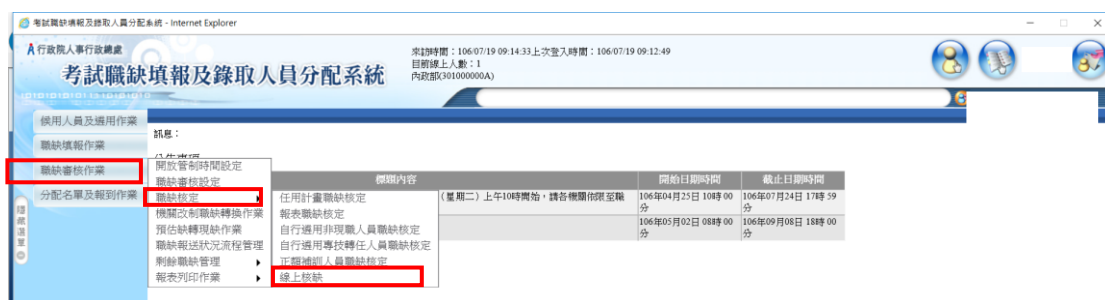 考試職缺填報及錄取人員分配系統 - Internet Explorer
行政院人事行政總處
考試職缺填報及錄取人員分配系統
來訪時間：106/07/19 09:14:33上次登入時間：106/07/19 09:12:49
目前線上人數：1
內政部(301000000A)
候用人員及遴用作業
職缺填報作業
職缺審核作業
分配名單及報到作業
隱藏選單
訊息：
公告事項
開放管制時間設定
職缺審核設定
職缺核定
機關改制職缺轉換作業
預估缺轉現缺作業
職缺報送狀況流程管理
剩餘職缺管理
報表列印作業
任用計畫職缺核定
報表職缺核定
自行遴用非現職人員職缺核定
自行遴用專技轉任人員職缺核定
正額補訓人員職缺核定
線上核缺
標題內容
開始日期時間
截止日期時間
（星期二）上午10時開始，請各機關依限至職
106年04月25日 10時 00分
106年07月24日 17時 59分
106年05月02日 08時 00分
106年09月08日 18時 00分